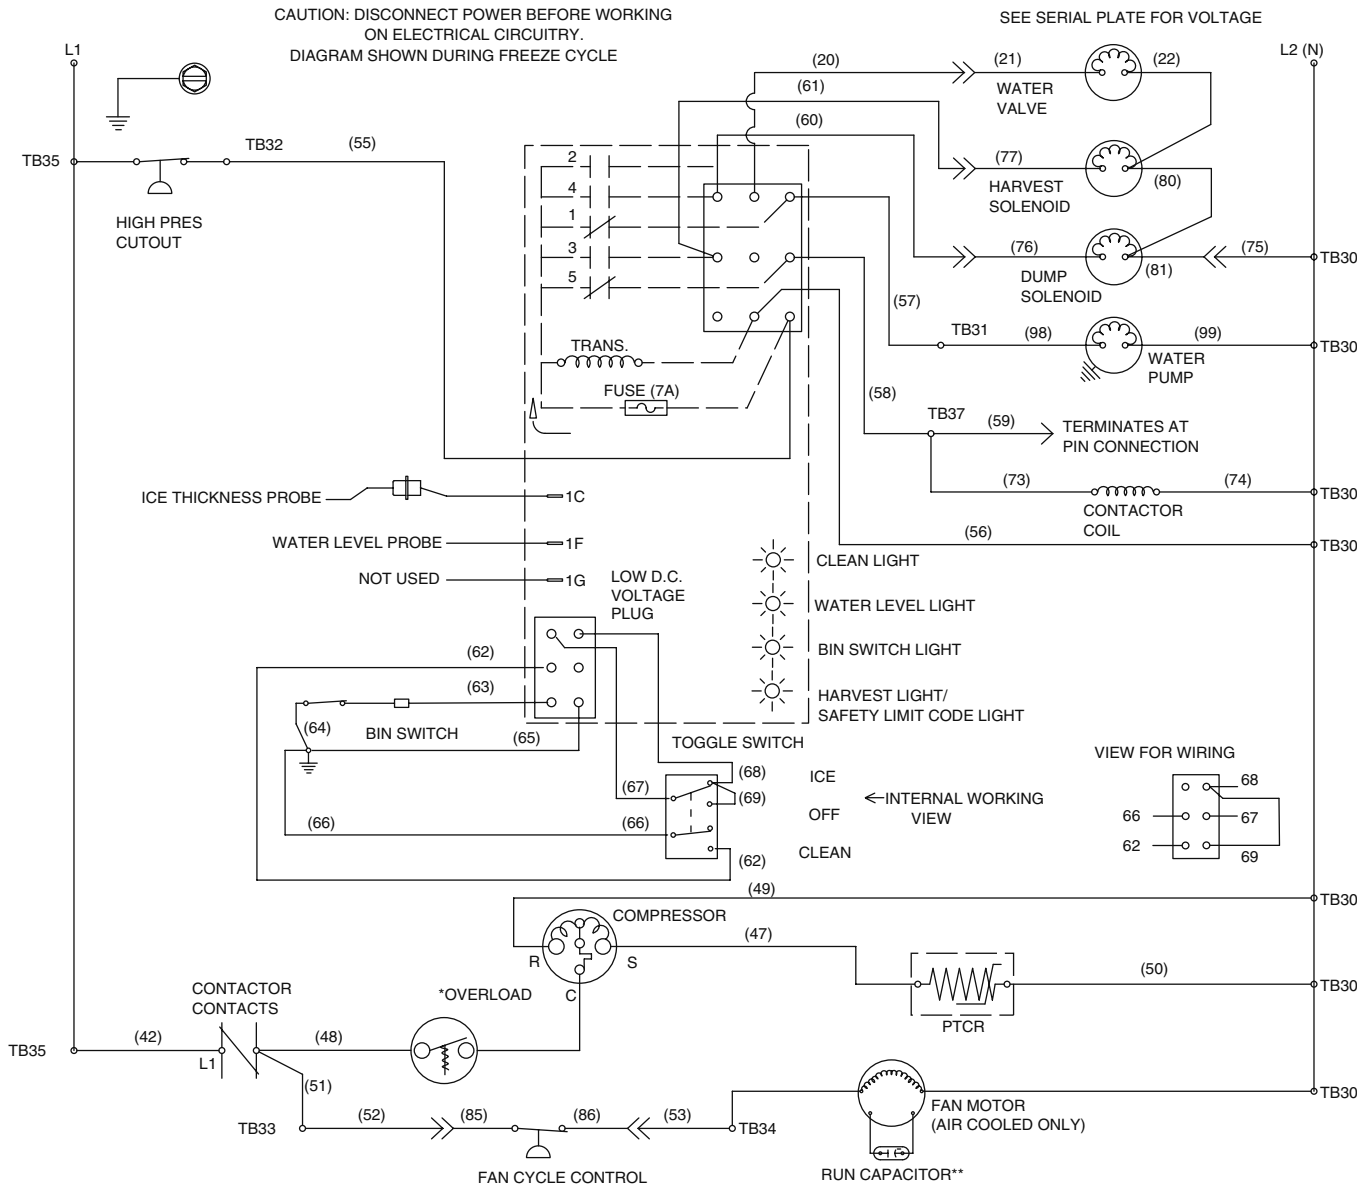 CAUTION: DISCONNECT POWER BEFORE WORKING
ON ELECTRICAL CIRCUITRY.
DIAGRAM SHOWN DURING FREEZE CYCLE
SEE SERIAL PLATE FOR VOLTAGE
L1
L2 (N)
(20)
(21)
(22)
WATER
VALVE
(61)
(60)
TB35
TB32
(55)
HIGH PRES
CUTOUT
2
4
1
3
5
(77)
(80)
HARVEST
SOLENOID
(76)
(81)
(75)
TB30
DUMP
SOLENOID
(57)
TB31
(98)
(99)
TB30
WATER
PUMP
TRANS.
FUSE (7A)
(58)
TB37
(59)
TERMINATES AT
PIN CONNECTION
(73)
(74)
TB30
CONTACTOR
COIL
(56)
TB30
ICE THICKNESS PROBE
1C
WATER LEVEL PROBE
1F
NOT USED
1G
LOW D.C.
VOLTAGE
PLUG
CLEAN LIGHT
WATER LEVEL LIGHT
BIN SWITCH LIGHT
HARVEST LIGHT/
SAFETY LIMIT CODE LIGHT
(62)
(63)
(64)
BIN SWITCH
(65)
TOGGLE SWITCH
(68)
ICE
(67)
(69)
OFF
INTERNAL WORKING
VIEW
(66)
(66)
CLEAN
(62)
VIEW FOR WIRING
68
66
67
62
69
(49)
TB30
COMPRESSOR
(47)
R
S
C
(50)
TB30
PTCR
CONTACTOR
CONTACTS
*OVERLOAD
TB35
(42)
L1
(48)
(51)
TB33
(52)
(85)
(86)
(53)
TB34
FAN CYCLE CONTROL
TB30
FAN MOTOR
(AIR COOLED ONLY)
RUN CAPACITOR**